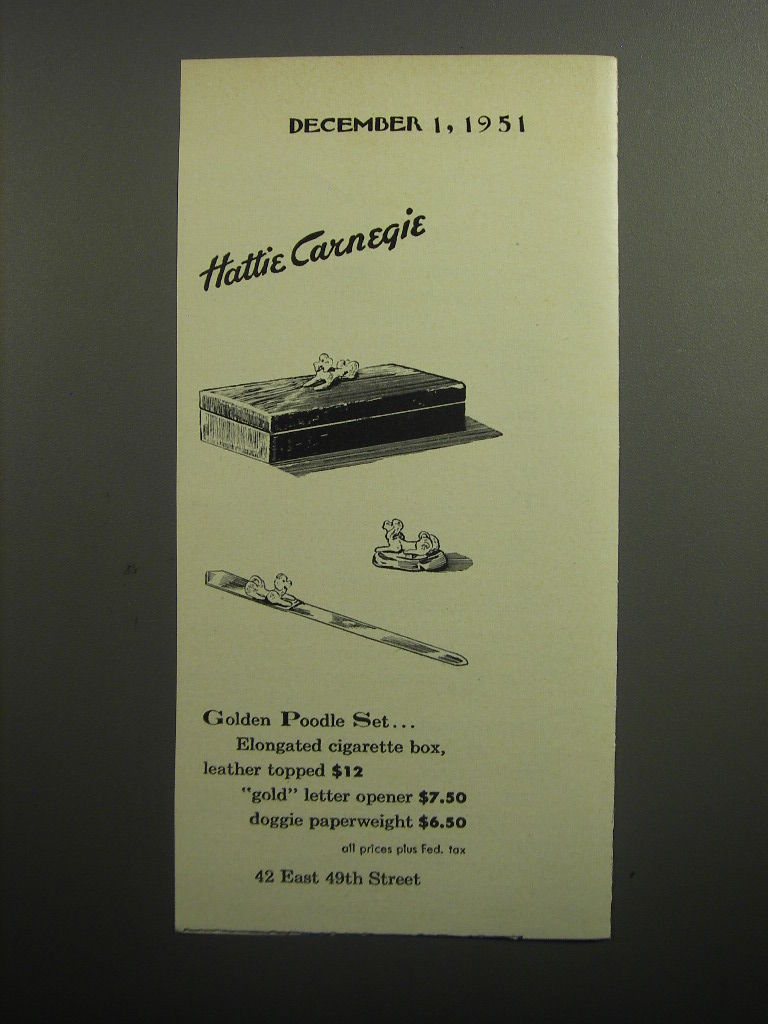 DECEMBER 1, 1951
Hattie Carnegie
Golden Poodle Set...
Elongated cigarette box,
leather topped $12
"gold" letter opener $7.50
doggie paperweight $6.50
all prices plus Fed. tax
42 East 49th Street